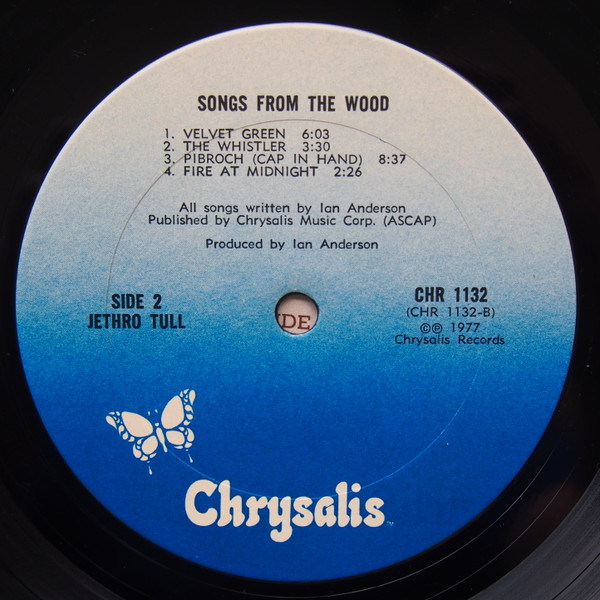 SONGS FROM THE WOOD
1. VELVET GREEN 6:03
2. THE WHISTLER 3:30
3. PIBROCH (CAP IN HAND) 8:37
4. FIRE AT MIDNIGHT 2:26
All songs written by Ian Anderson
Published by Chrysalis Music Corp. (ASCAP)
Produced by Ian Anderson
SIDE 2
JETHRO TULL
DE
CHR 1132
(CHR 1132-B)
©℗ 1977
Chrysalis Records
Chrysalis™